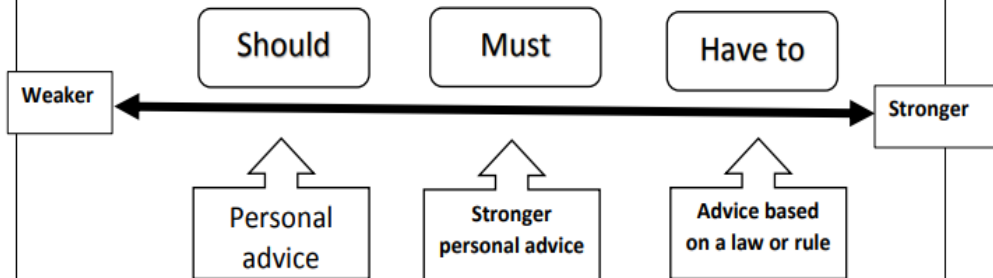 Should
Must
Have to
Weaker
Stronger
Personal
advice
Stronger
personal advice
Advice based
on a law or rule